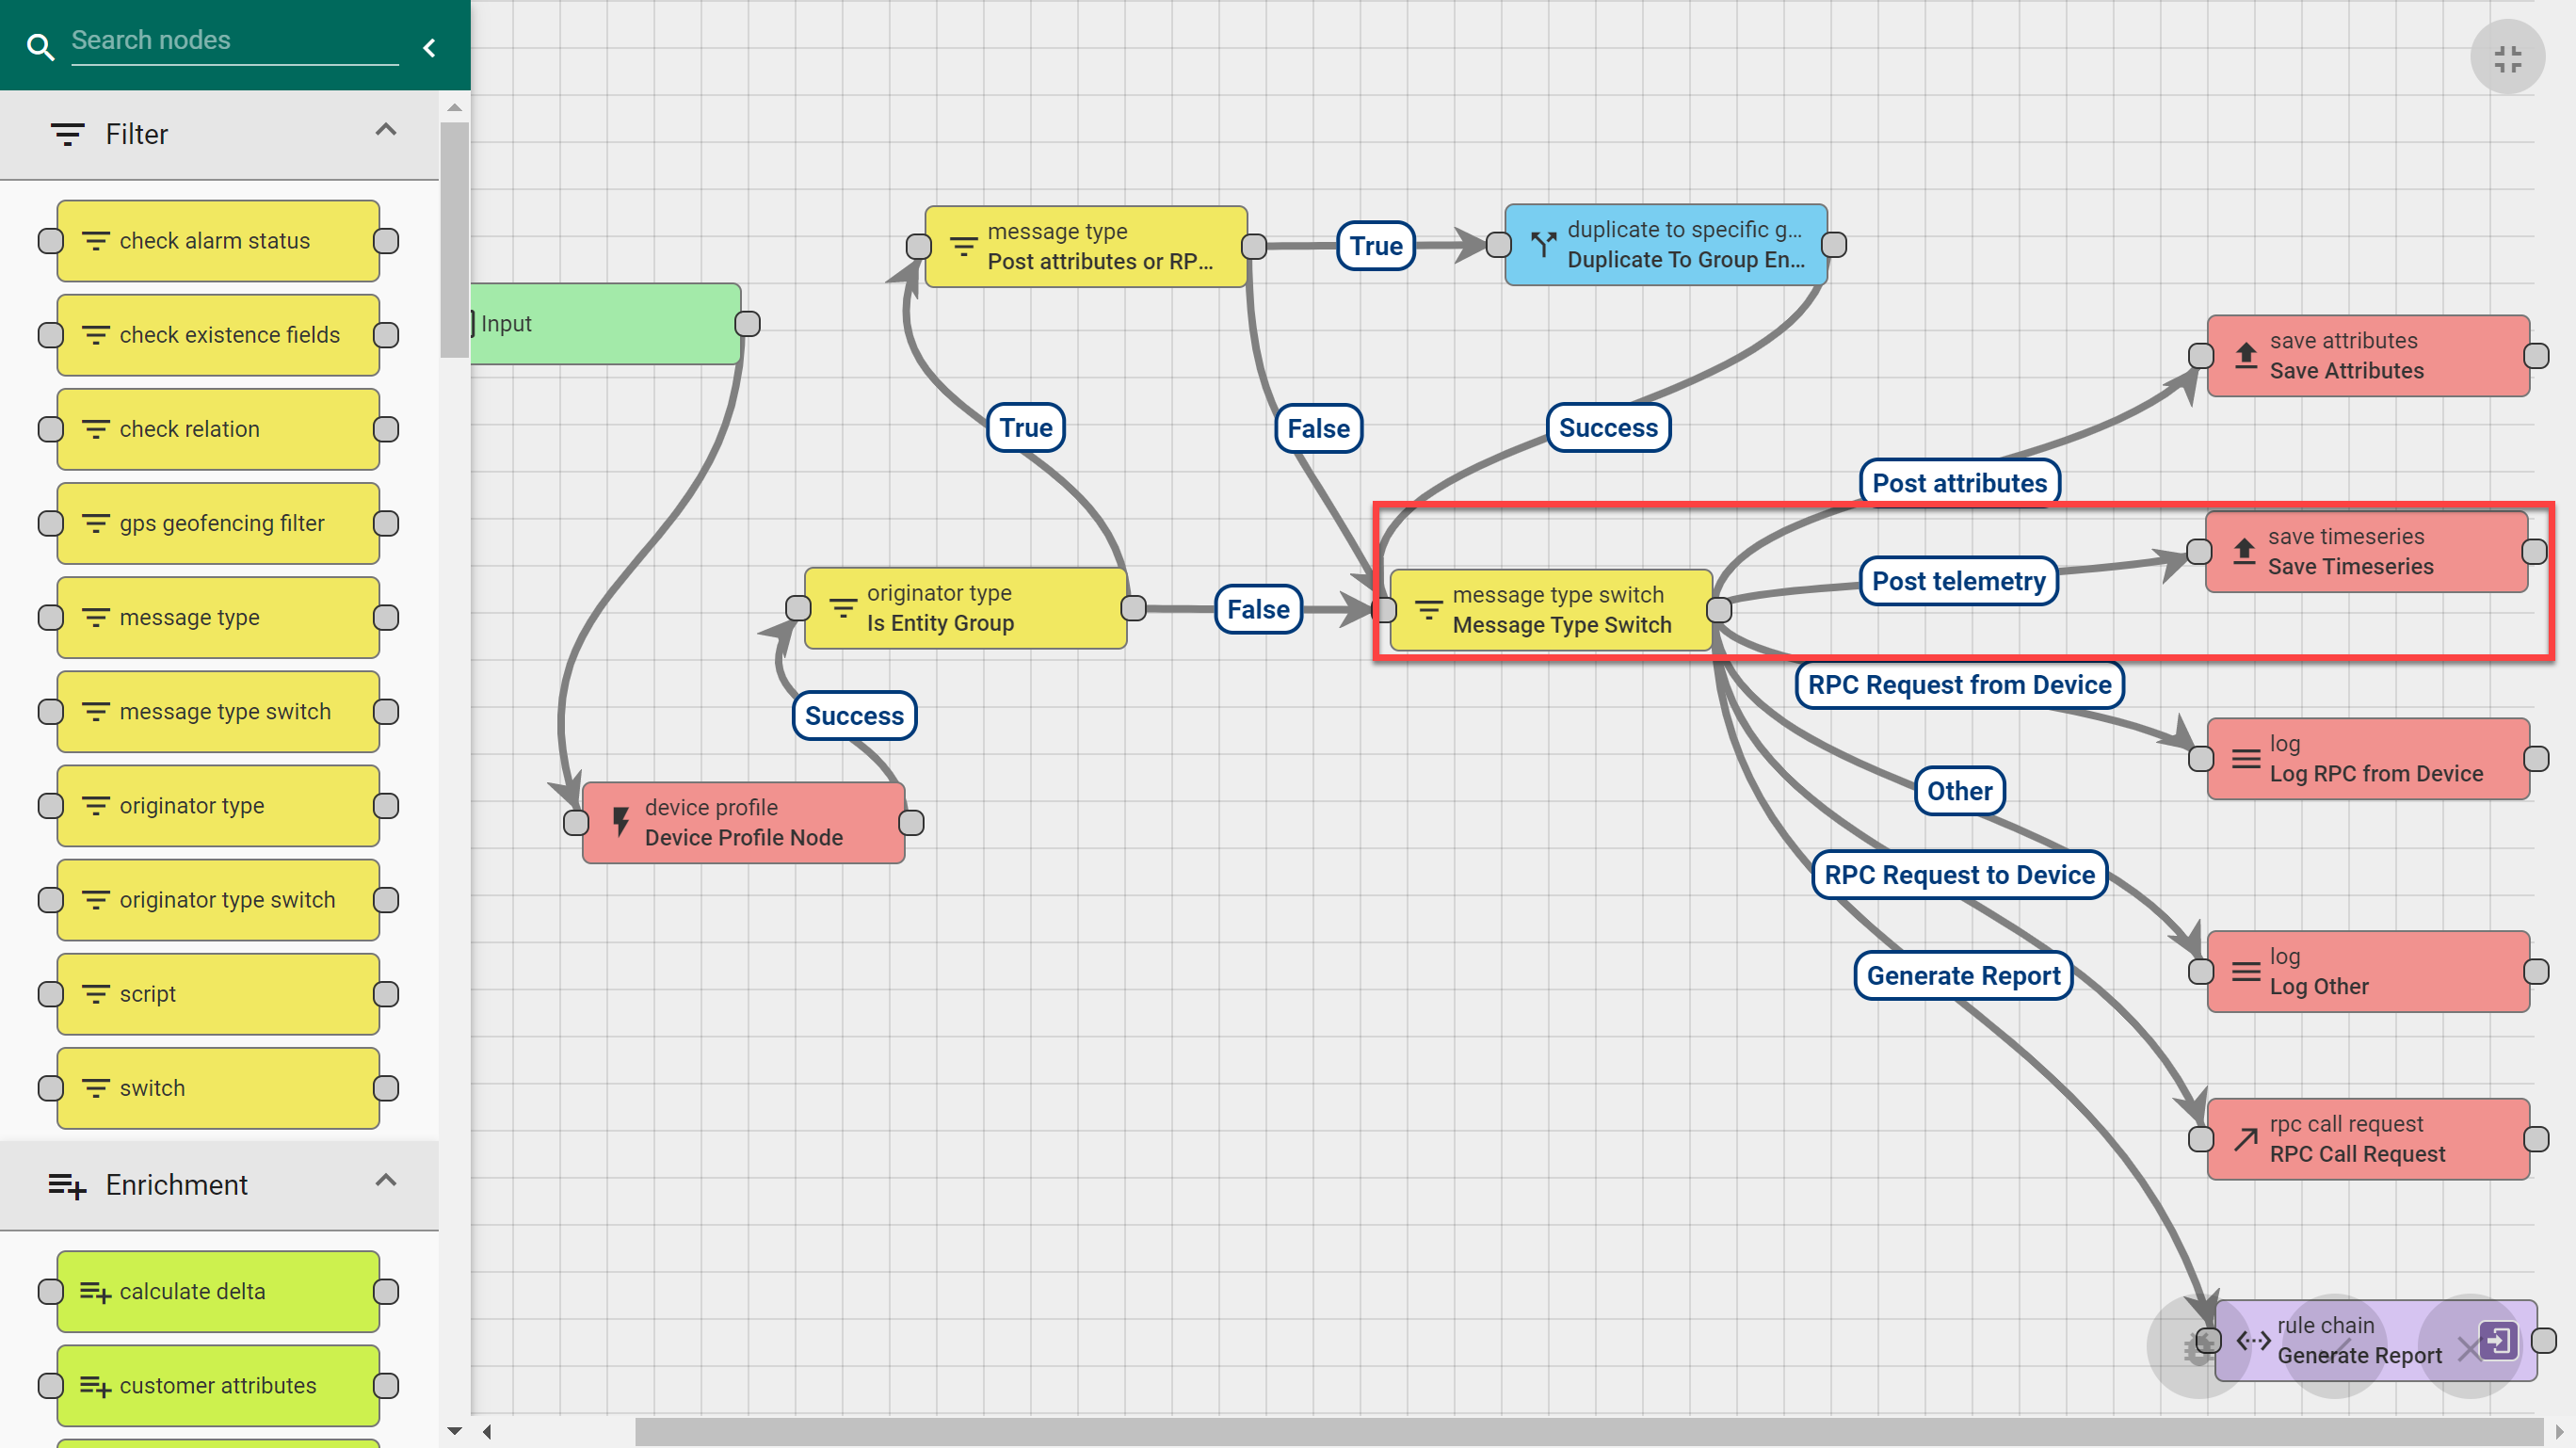 Search nodes
Filter
check alarm status
check existence fields
check relation
gps geofencing filter
message type
message type switch
originator type
originator type switch
script
switch
Enrichment
calculate delta
customer attributes
Input
message type
Post attributes or RP...
True
duplicate to specific g...
Duplicate To Group En...
True
False
Success
save attributes
Save Attributes
Post attributes
originator type
Is Entity Group
False
message type switch
Message Type Switch
Post telemetry
save timeseries
Save Timeseries
Success
RPC Request from Device
log
Log RPC from Device
device profile
Device Profile Node
Other
RPC Request to Device
log
Log Other
Generate Report
rpc call request
RPC Call Request
rule chain
Generate Report